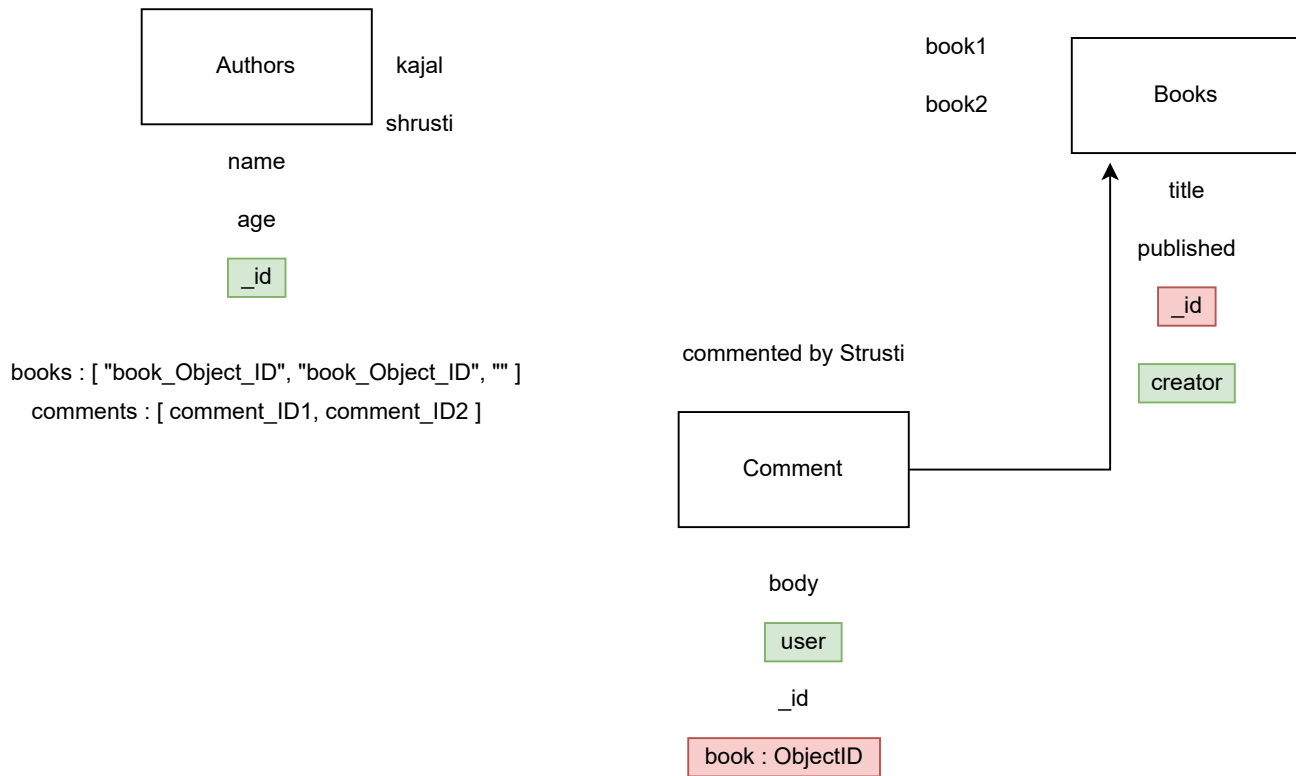 Authors
kajal
shrusti
name
age
_id
books : [ "book_Object_ID", "book_Object_ID", "" ]
comments : [ comment_ID1, comment_ID2 ]
book1
book2
Books
title
published
_id
creator
commented by Strusti
Comment
body
user
_id
book : ObjectID